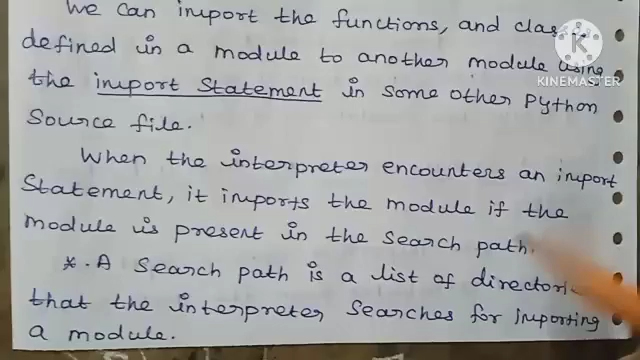 We can import the functions, and class
defined in a module to another module using
the import Statement in some other Python
Source file.
When the interpreter encounters an import
Statement, it imports the module if the
module is present in the Search path.
*. A Search path is a list of directori
that the interpreter Searches for importing
a module.
KINEMASTER